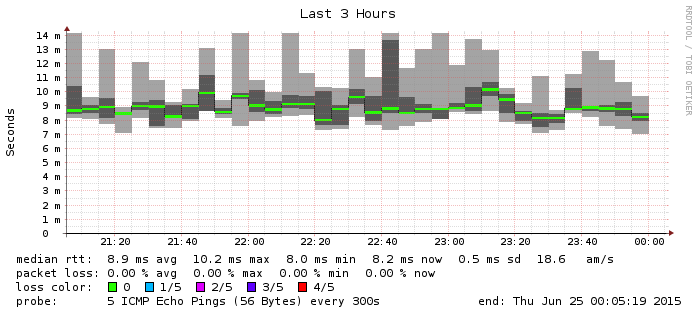 Last 3 Hours
RRDTOOL / TOBI OETIKER
Seconds
14 m
13 m
12 m
11 m
10 m
9 m
8 m
7 m
6 m
5 m
4 m
3 m
2 m
1 m
0
21:20 21:40 22:00 22:20 22:40 23:00 23:20 23:40 00:00
median rtt: 8.9 ms avg 10.2 ms max 8.0 ms min 8.2 ms now 0.5 ms sd 18.6 am/s
packet loss: 0.00 % avg 0.00 % max 0.00 % min 0.00 % now
loss color: 0 1/5 2/5 3/5 4/5
probe: 5 ICMP Echo Pings (56 Bytes) every 300s end: Thu Jun 25 00:05:19 2015